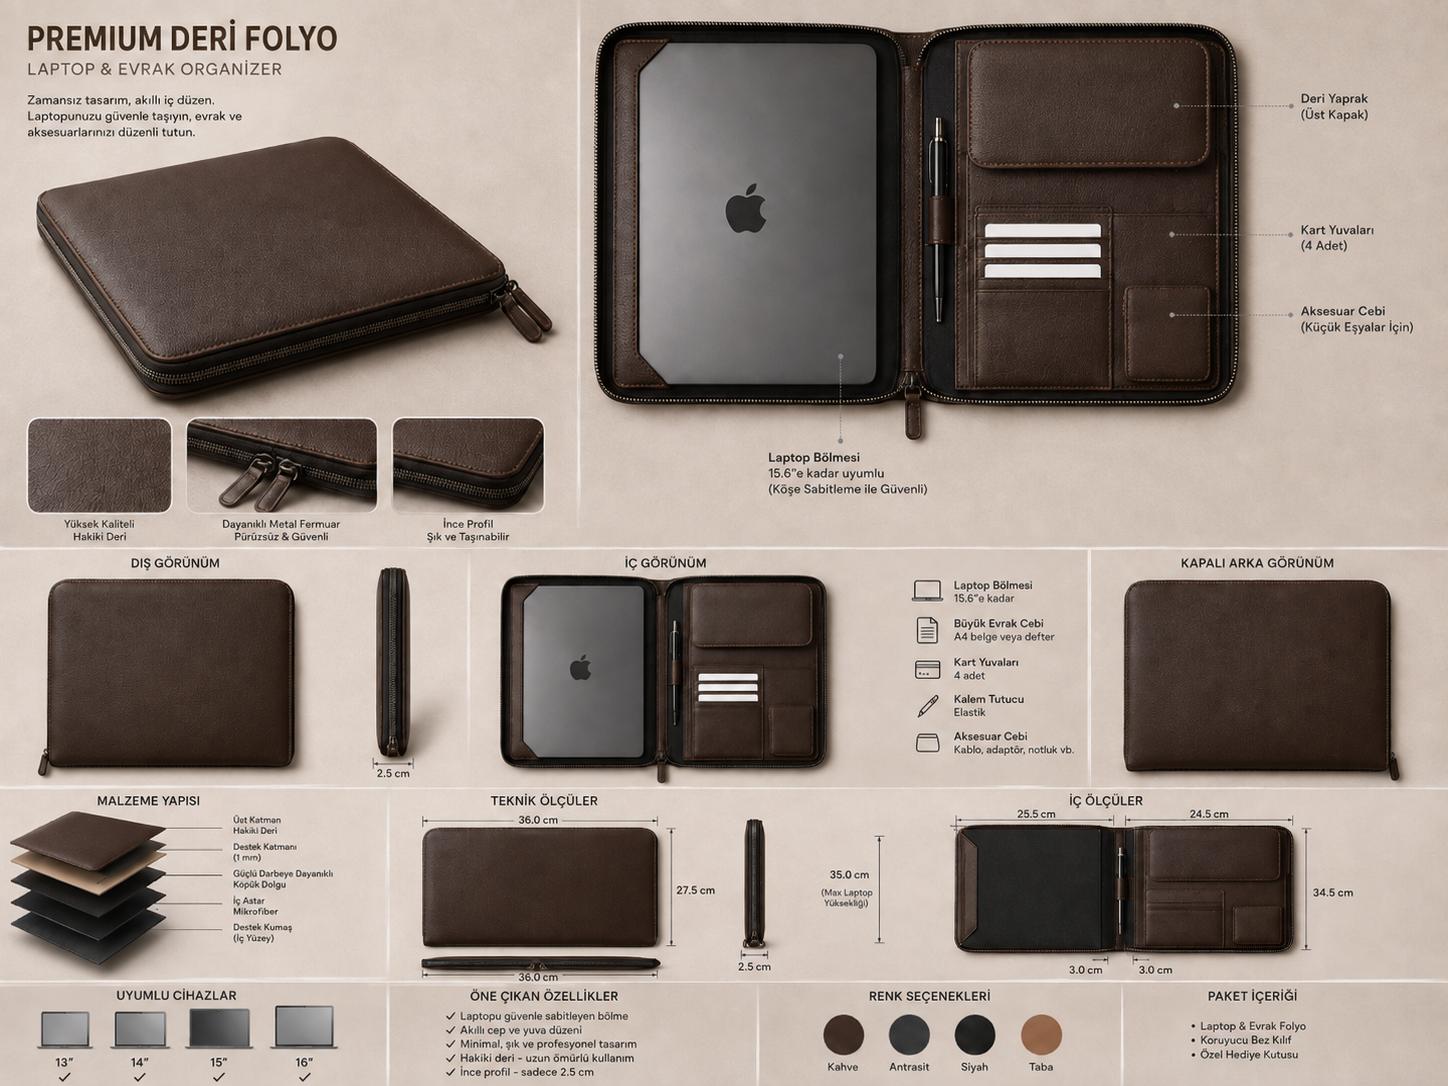 PREMIUM DERİ FOLYO
LAPTOP & EVRAK ORGANİZER
Zamansız tasarım, akıllı iç düzen.
Laptopunuzu güvenle taşıyın, evrak ve
aksesuarlarınızı düzenli tutun.
Yüksek Kaliteli
Hakiki Deri
Dayanıklı Metal Fermuar
Pürüzsüz & Güvenli
İnce Profil
Şık ve Taşınabilir
Deri Yaprak
(Üst Kapak)
Kart Yuvaları
(4 Adet)
Aksesuar Cebi
(Küçük Eşyalar İçin)
Laptop Bölmesi
15.6"e kadar uyumlu
(Köşe Sabitleme ile Güvenli)
DIŞ GÖRÜNÜM
2.5 cm
İÇ GÖRÜNÜM
Laptop Bölmesi
15.6"e kadar
Büyük Evrak Cebi
A4 belge veya defter
Kart Yuvaları
4 adet
Kalem Tutucu
Elastik
Aksesuar Cebi
Kablo, adaptör, notluk vb.
KAPALI ARKA GÖRÜNÜM
MALZEME YAPISI
Üst Katman
Hakiki Deri
Destek Katmanı
(1 mm)
Güçlü Darbeye Dayanıklı
Köpük Dolgu
İç Astar
Mikrofiber
Destek Kumaş
(İç Yüzey)
TEKNİK ÖLÇÜLER
36.0 cm
27.5 cm
36.0 cm
2.5 cm
İÇ ÖLÇÜLER
25.5 cm
24.5 cm
35.0 cm
(Max Laptop
Yüksekliği)
34.5 cm
3.0 cm
3.0 cm
UYUMLU CİHAZLAR
13"
14"
15"
16"
ÖNE ÇIKAN ÖZELLİKLER
Laptopu güvenle sabitleyen bölme
Akıllı cep ve yuva düzeni
Minimal, şık ve profesyonel tasarım
Hakiki deri - uzun ömürlü kullanım
İnce profil - sadece 2.5 cm
RENK SEÇENEKLERİ
Kahve
Antrasit
Siyah
Taba
PAKET İÇERİĞİ
• Laptop & Evrak Folyo
• Koruyucu Bez Kılıf
• Özel Hediye Kutusu